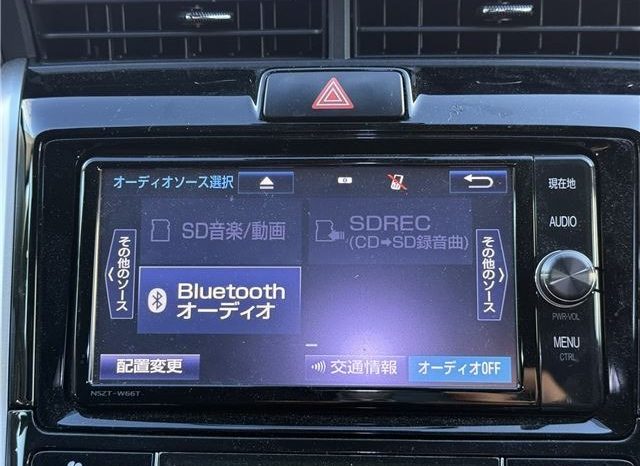 オーディオソース選択
SD音楽/動画
SDREC
(CD➡SD録音曲)
その他のソース
Bluetooth
オーディオ
その他のソース
配置変更
交通情報
オーディオOFF
NSZT-W66T
現在地
AUDIO
PWR·VOL
MENU
CTRL